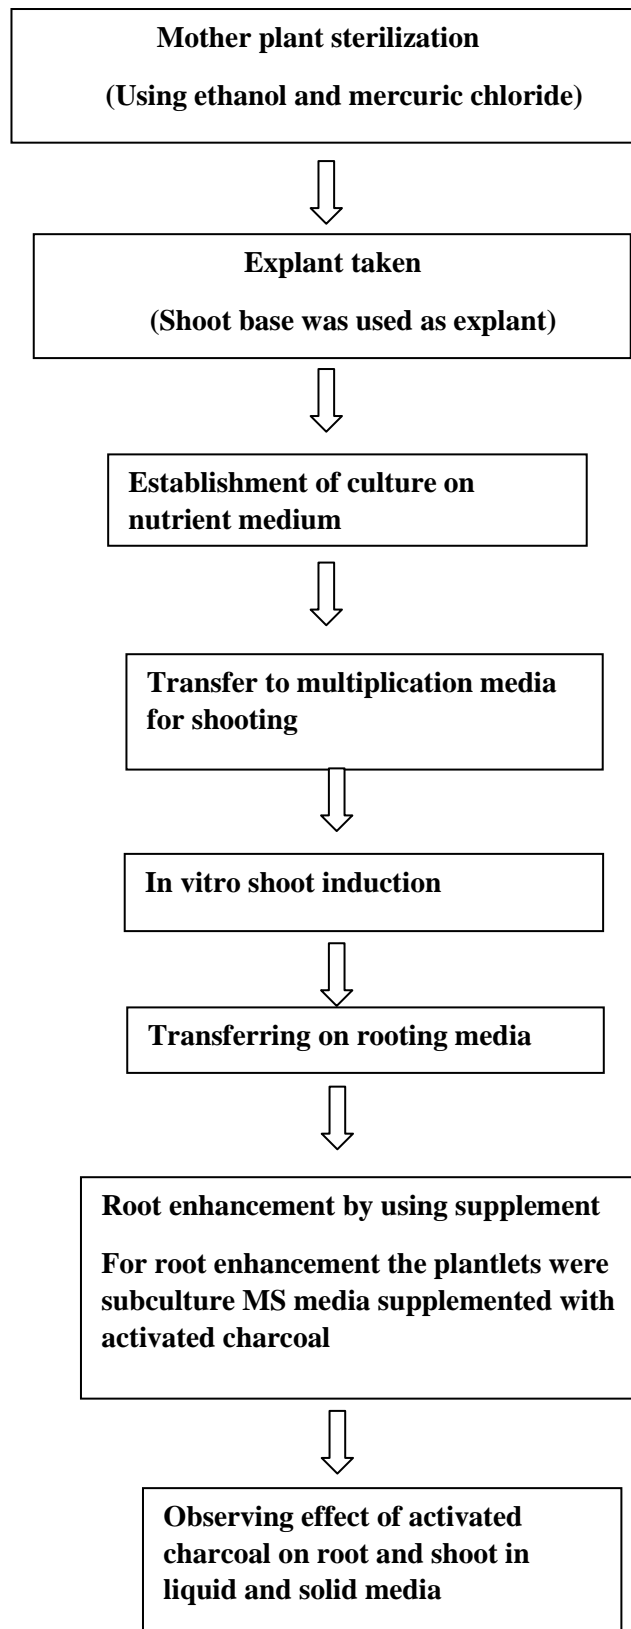 Mother plant sterilization
(Using ethanol and mercuric chloride)
Explant taken
(Shoot base was used as explant)
Establishment of culture on
nutrient medium
Transfer to multiplication media
for shooting
In vitro shoot induction
Transferring on rooting media
Root enhancement by using supplement
For root enhancement the plantlets were
subculture MS media supplemented with
activated charcoal
Observing effect of activated
charcoal on root and shoot in
liquid and solid media